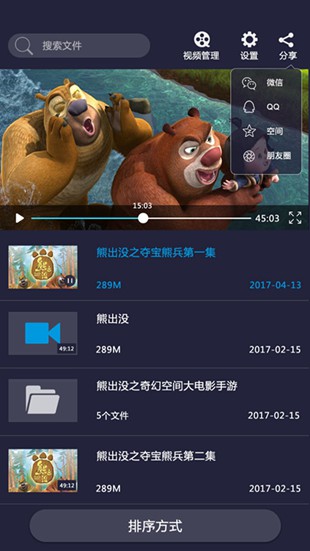 搜索文件
视频管理
设置
分享
微信
QQ
空间
朋友圈
15:03
45:03
熊出没之夺宝熊兵第一集
289M
2017-04-13
熊出没
49:12
289M
2017-02-15
熊出没之奇幻空间大电影手游
5个文件
2017-02-15
熊出没之夺宝熊兵第二集
49:12
289M
2017-02-15
排序方式